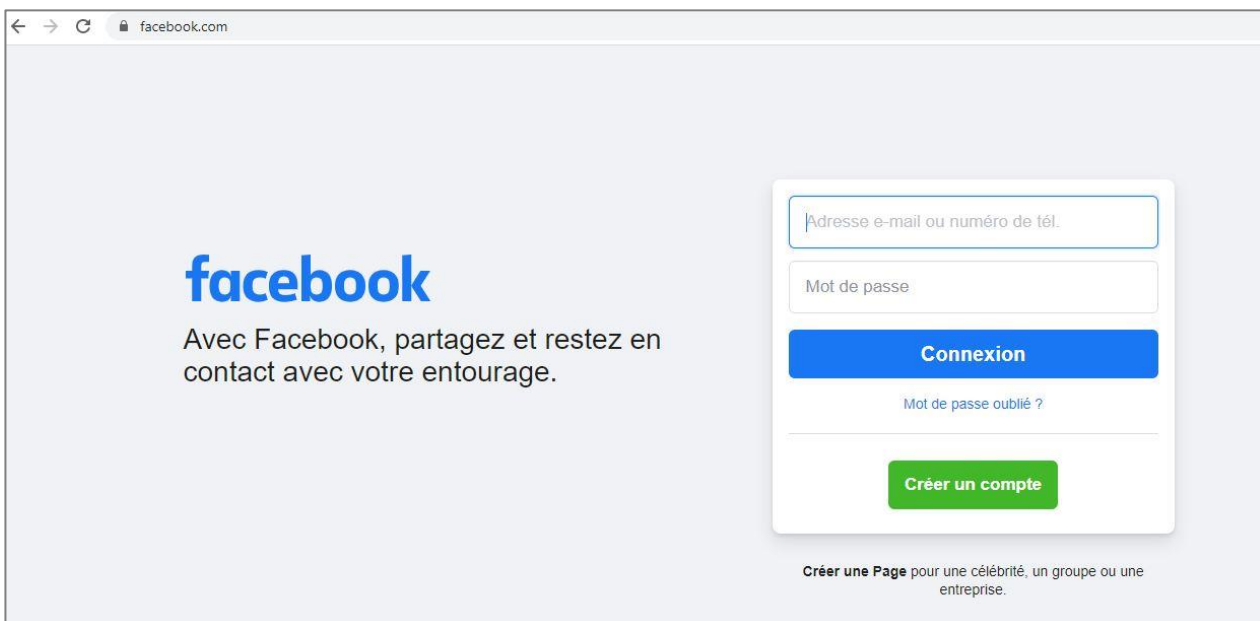 facebook.com
facebook
Avec Facebook, partagez et restez en
contact avec votre entourage.
Adresse e-mail ou numéro de tél.
Mot de passe
Connexion
Mot de passe oublié ?
Créer un compte
Créer une Page pour une célébrité, un groupe ou une
entreprise.